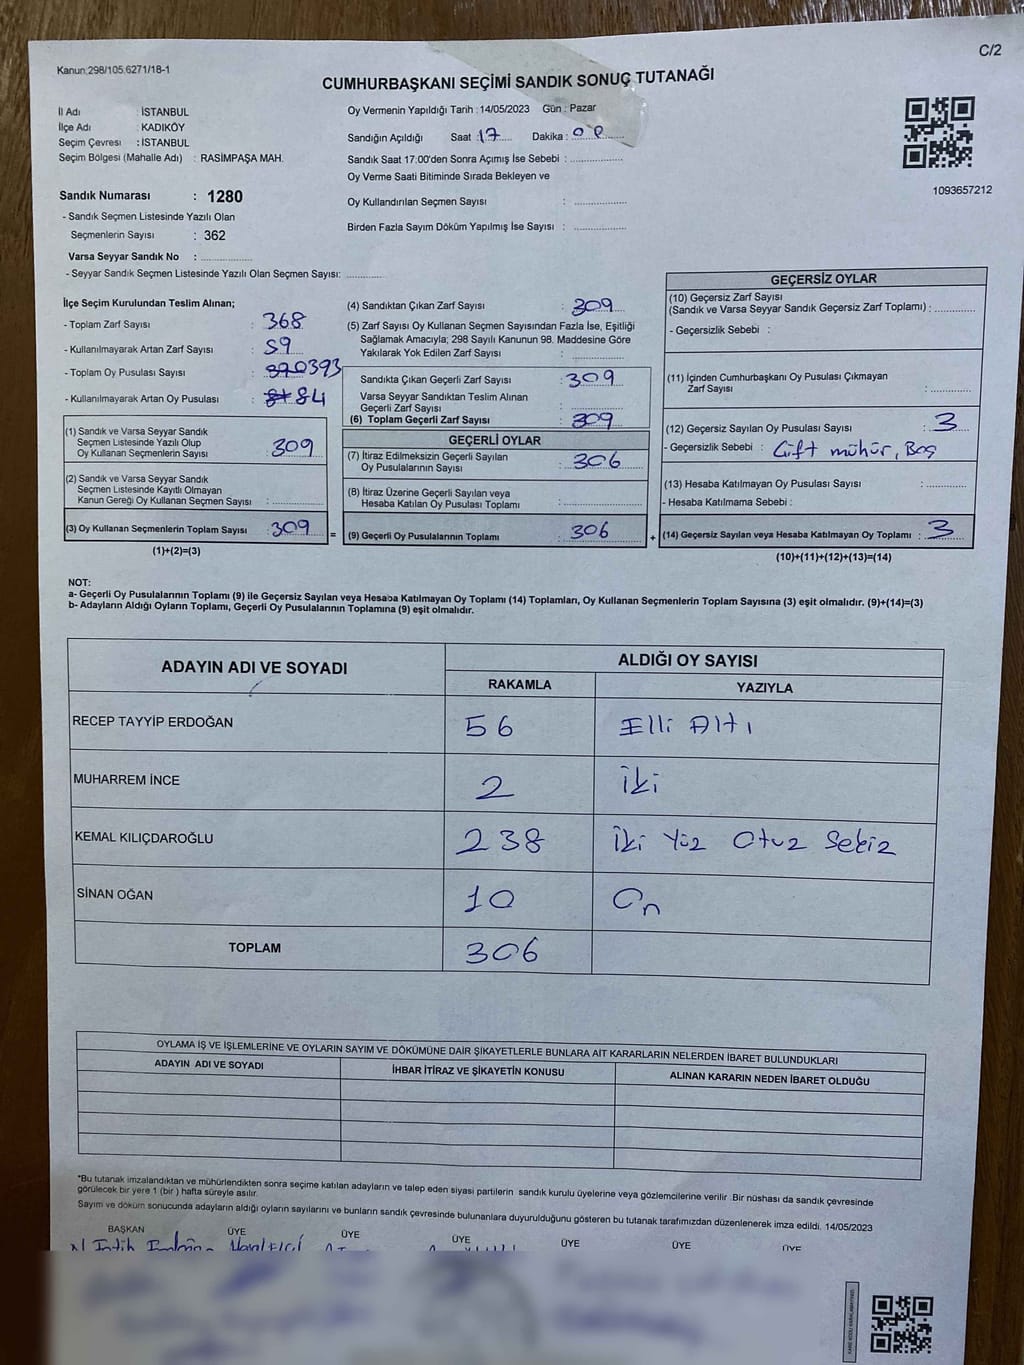 C/2
Kanun:298/105.6271/18-1
CUMHURBAŞKANI SEÇİMİ SANDIK SONUÇ TUTANAĞI
İl Adı : İSTANBUL
İlçe Adı : KADIKÖY
Seçim Çevresi : İSTANBUL
Seçim Bölgesi (Mahalle Adı) : RASİMPAŞA MAH.
Oy Vermenin Yapıldığı Tarih : 14/05/2023 Gün : Pazar
Sandığın Açıldığı Saat 17 Dakika : 00
Sandık Saat 17:00'den Sonra Açımış İse Sebebi :
Oy Verme Saati Bitiminde Sırada Bekleyen ve
Oy Kullandırılan Seçmen Sayısı :
Birden Fazla Sayım Döküm Yapılmış İse Sayısı :
1093657212
Sandık Numarası : 1280
- Sandık Seçmen Listesinde Yazılı Olan
Seçmenlerin Sayısı : 362
Varsa Seyyar Sandık No :
- Seyyar Sandık Seçmen Listesinde Yazılı Olan Seçmen Sayısı:
İlçe Seçim Kurulundan Teslim Alınan;
- Toplam Zarf Sayısı : 368
- Kullanılmayarak Artan Zarf Sayısı : 59
- Toplam Oy Pusulası Sayısı : 393
- Kullanılmayarak Artan Oy Pusulası : 84
(1) Sandık ve Varsa Seyyar Sandık
Seçmen Listesinde Yazılı Olup
Oy Kullanan Seçmenlerin Sayısı : 309
(2) Sandık ve Varsa Seyyar Sandık
Seçmen Listesinde Kayıtlı Olmayan
Kanun Gereği Oy Kullanan Seçmen Sayısı :
(3) Oy Kullanan Seçmenlerin Toplam Sayısı : 309
(1)+(2)=(3)
=
(4) Sandıktan Çıkan Zarf Sayısı : 309
(5) Zarf Sayısı Oy Kullanan Seçmen Sayısından Fazla İse, Eşitliği
Sağlamak Amacıyla; 298 Sayılı Kanunun 98. Maddesine Göre
Yakılarak Yok Edilen Zarf Sayısı :
Sandıkta Çıkan Geçerli Zarf Sayısı : 309
Varsa Seyyar Sandıktan Teslim Alınan
Geçerli Zarf Sayısı :
(6) Toplam Geçerli Zarf Sayısı : 309
GEÇERLİ OYLAR
(7) İtiraz Edilmeksizin Geçerli Sayılan
Oy Pusulalarının Sayısı : 306
(8) İtiraz Üzerine Geçerli Sayılan veya
Hesaba Katılan Oy Pusulası Toplamı :
(9) Geçerli Oy Pusulalarının Toplamı : 306
+
GEÇERSİZ OYLAR
(10) Geçersiz Zarf Sayısı
(Sandık ve Varsa Seyyar Sandık Geçersiz Zarf Toplamı) :
- Geçersizlik Sebebi :
(11) İçinden Cumhurbaşkanı Oy Pusulası Çıkmayan
Zarf Sayısı :
(12) Geçersiz Sayılan Oy Pusulası Sayısı : 3
- Geçersizlik Sebebi : Çift mühür, Boş
(13) Hesaba Katılmayan Oy Pusulası Sayısı :
- Hesaba Katılmama Sebebi :
(14) Geçersiz Sayılan veya Hesaba Katılmayan Oy Toplamı : 3
(10)+(11)+(12)+(13)=(14)
NOT:
a- Geçerli Oy Pusulalarının Toplamı (9) ile Geçersiz Sayılan veya Hesaba Katılmayan Oy Toplamı (14) Toplamları, Oy Kullanan Seçmenlerin Toplam Sayısına (3) eşit olmalıdır. (9)+(14)=(3)
b- Adayların Aldığı Oyların Toplamı, Geçerli Oy Pusulalarının Toplamına (9) eşit olmalıdır.
ADAYIN ADI VE SOYADI
ALDIĞI OY SAYISI
RAKAMLA YAZIYLA
RECEP TAYYİP ERDOĞAN 56 Elli Altı
MUHARREM İNCE 2 İki
KEMAL KILIÇDAROĞLU 238 İki Yüz Otuz Sekiz
SİNAN OĞAN 10 On
TOPLAM 306
OYLAMA İŞ VE İŞLEMLERİNE VE OYLARIN SAYIM VE DÖKÜMÜNE DAİR ŞİKAYETLERLE BUNLARA AİT KARARLARIN NELERDEN İBARET BULUNDUKLARI
ADAYIN ADI VE SOYADI İHBAR İTİRAZ VE ŞİKAYETİN KONUSU ALINAN KARARIN NEDEN İBARET OLDUĞU
*Bu tutanak imzalandıktan ve mühürlendikten sonra seçime katılan adayların ve talep eden siyasi partilerin sandık kurulu üyelerine veya gözlemcilerine verilir. Bir nüshası da sandık çevresinde
görülecek bir yere 1 (bir ) hafta süreyle asılır.
Sayım ve döküm sonucunda adayların aldığı oyların sayılarını ve bunların sandık çevresinde bulunanlara duyurulduğunu gösteren bu tutanak tarafımızdan düzenlenerek imza edildi. 14/05/2023
BAŞKAN ÜYE ÜYE ÜYE ÜYE ÜYE ÜYE